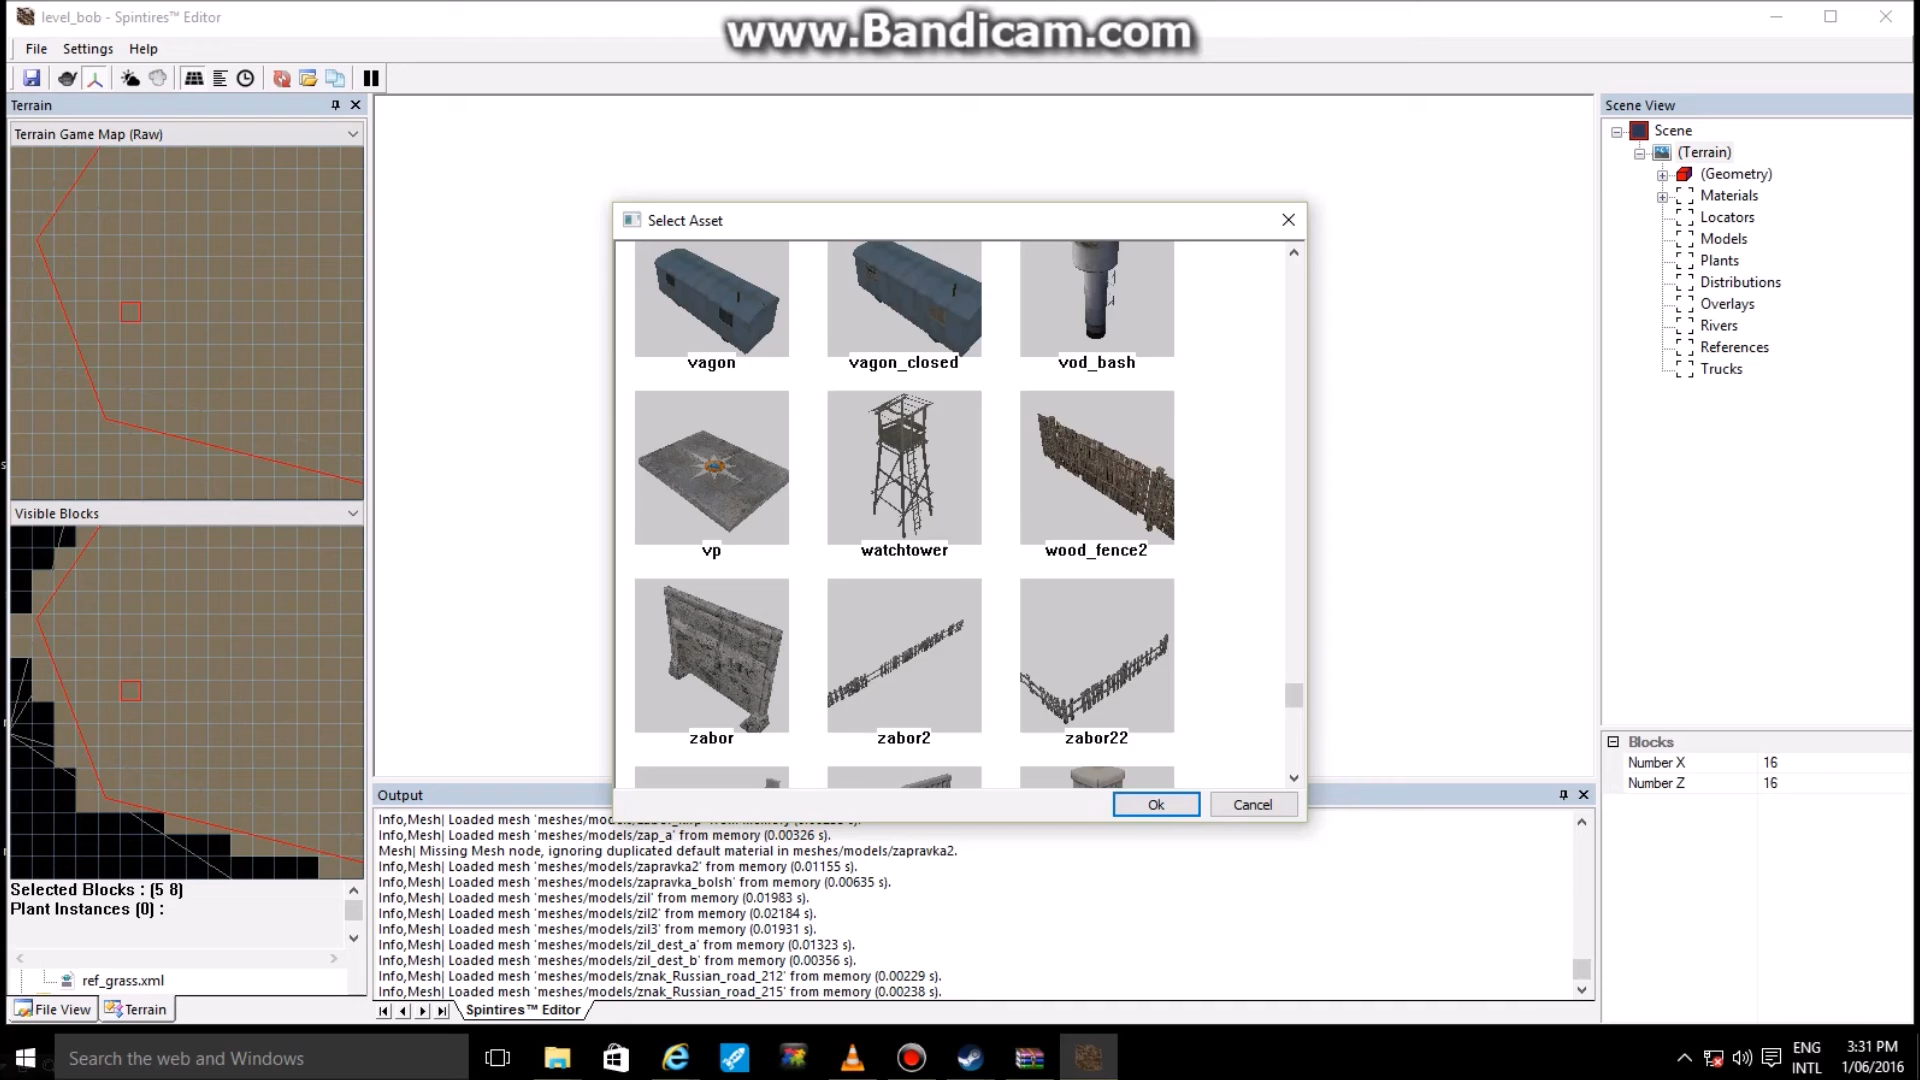 level_bob - Spintires™ Editor
www.Bandicam.com
File Settings Help
Terrain
Terrain Game Map (Raw)
Visible Blocks
Selected Blocks : (5 8)
Plant Instances (0) :
ref_grass.xml
File View Terrain
Select Asset
vagon vagon_closed vod_bash
vp watchtower wood_fence2
zabor zabor2 zabor22
Ok Cancel
Output
Info,Mesh| Loaded mesh 'meshes/models/zap_a' from memory (0.00326 s).
Mesh| Missing Mesh node, ignoring duplicated default material in meshes/models/zapravka2.
Info,Mesh| Loaded mesh 'meshes/models/zapravka2' from memory (0.01155 s).
Info,Mesh| Loaded mesh 'meshes/models/zapravka_bolsh' from memory (0.00635 s).
Info,Mesh| Loaded mesh 'meshes/models/zil' from memory (0.01983 s).
Info,Mesh| Loaded mesh 'meshes/models/zil2' from memory (0.02184 s).
Info,Mesh| Loaded mesh 'meshes/models/zil3' from memory (0.01931 s).
Info,Mesh| Loaded mesh 'meshes/models/zil_dest_a' from memory (0.01323 s).
Info,Mesh| Loaded mesh 'meshes/models/zil_dest_b' from memory (0.00356 s).
Info,Mesh| Loaded mesh 'meshes/models/znak_Russian_road_212' from memory (0.00229 s).
Info,Mesh| Loaded mesh 'meshes/models/znak_Russian_road_215' from memory (0.00238 s).
Spintires™ Editor
Scene View
Scene
(Terrain)
(Geometry)
Materials
Locators
Models
Plants
Distributions
Overlays
Rivers
References
Trucks
Blocks
Number X 16
Number Z 16
Search the web and Windows
ENG
INTL
3:31 PM
1/06/2016